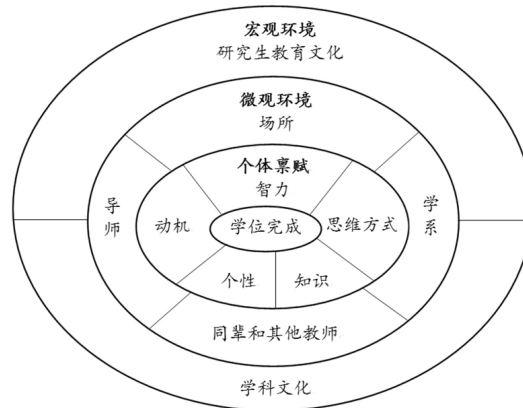 宏观环境
研究生教育文化
微观环境
场所
个体禀赋
智力
导师
动机
学位完成
思维方式
学系
个性
知识
同辈和其他教师
学科文化